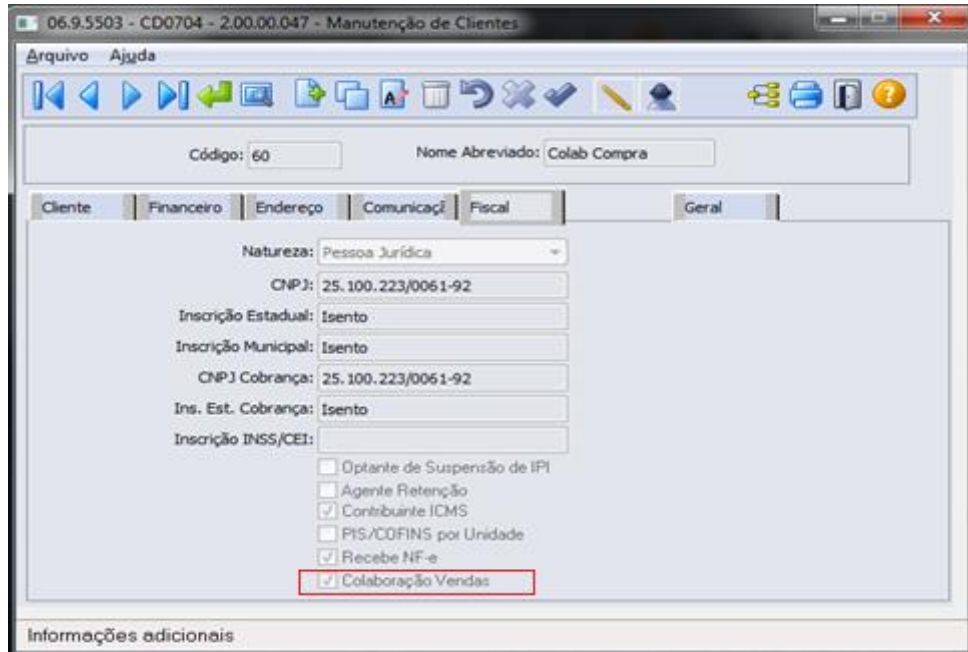 06.9.5503 - CD0704 - 2.00.00.047 - Manutenção de Clientes
Arquivo Ajuda
Código: 60 Nome Abreviado: Colab Compra
Cliente Financeiro Endereço Comunicaçã Fiscal Geral
Natureza: Pessoa Jurídica
CNPJ: 25.100.223/0061-92
Inscrição Estadual: Isento
Inscrição Municipal: Isento
CNPJ Cobrança: 25.100.223/0061-92
Ins. Est. Cobrança: Isento
Inscrição INSS/CEI:
Optante de Suspensão de IPI
Agente Retenção
Contribuinte ICMS
PIS/COFINS por Unidade
Recebe NF-e
Colaboração Vendas
Informações adicionais